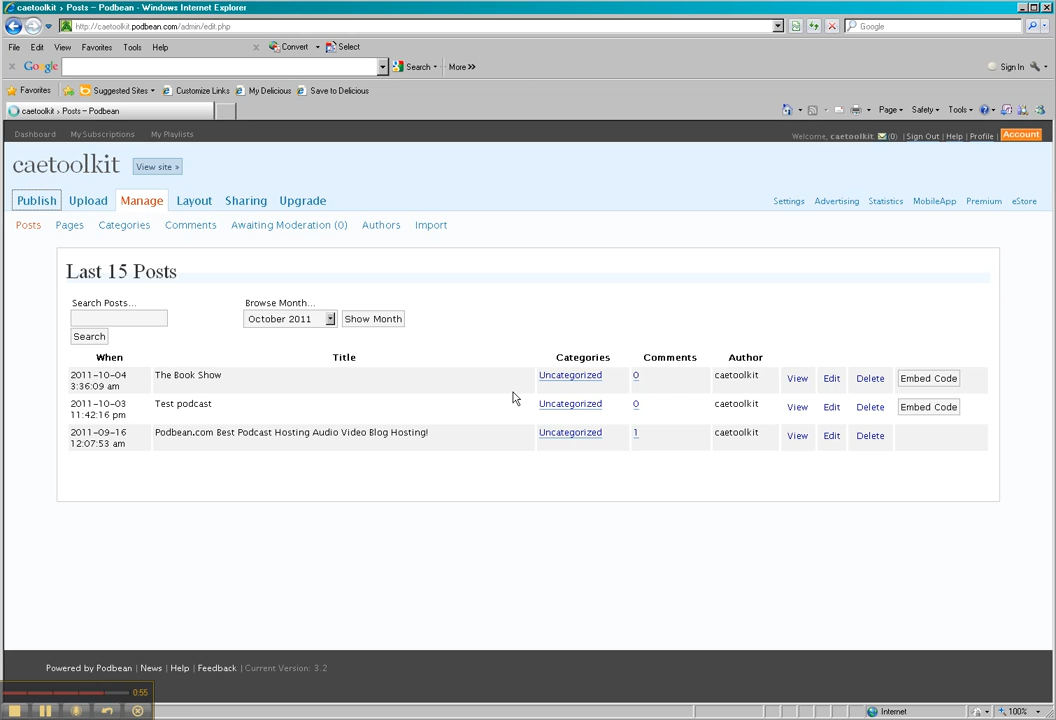 caetoolkit > Posts — Podbean - Windows Internet Explorer
http://caetoolkit.podbean.com/admin/edit.php
Google
File Edit View Favorites Tools Help
x Convert Select
x Google Search More »
Sign In
Favorites Suggested Sites Customize Links My Delicious Save to Delicious
caetoolkit > Posts — Podbean
Page Safety Tools
Dashboard My Subscriptions My Playlists
Welcome, caetoolkit (0) | Sign Out | Help | Profile | Account
caetoolkit View site »
Publish Upload Manage Layout Sharing Upgrade
Settings Advertising Statistics MobileApp Premium eStore
Posts Pages Categories Comments Awaiting Moderation (0) Authors Import
Last 15 Posts
Search Posts... Browse Month...
October 2011 Show Month
Search
When Title Categories Comments Author
2011-10-04 The Book Show Uncategorized 0 caetoolkit View Edit Delete Embed Code
3:36:09 am
2011-10-03 Test podcast Uncategorized 0 caetoolkit View Edit Delete Embed Code
11:42:16 pm
2011-09-16 Podbean.com Best Podcast Hosting Audio Video Blog Hosting! Uncategorized 1 caetoolkit View Edit Delete
12:07:53 am
Powered by Podbean | News | Help | Feedback | Current Version: 3.2
0:55
Internet 100%